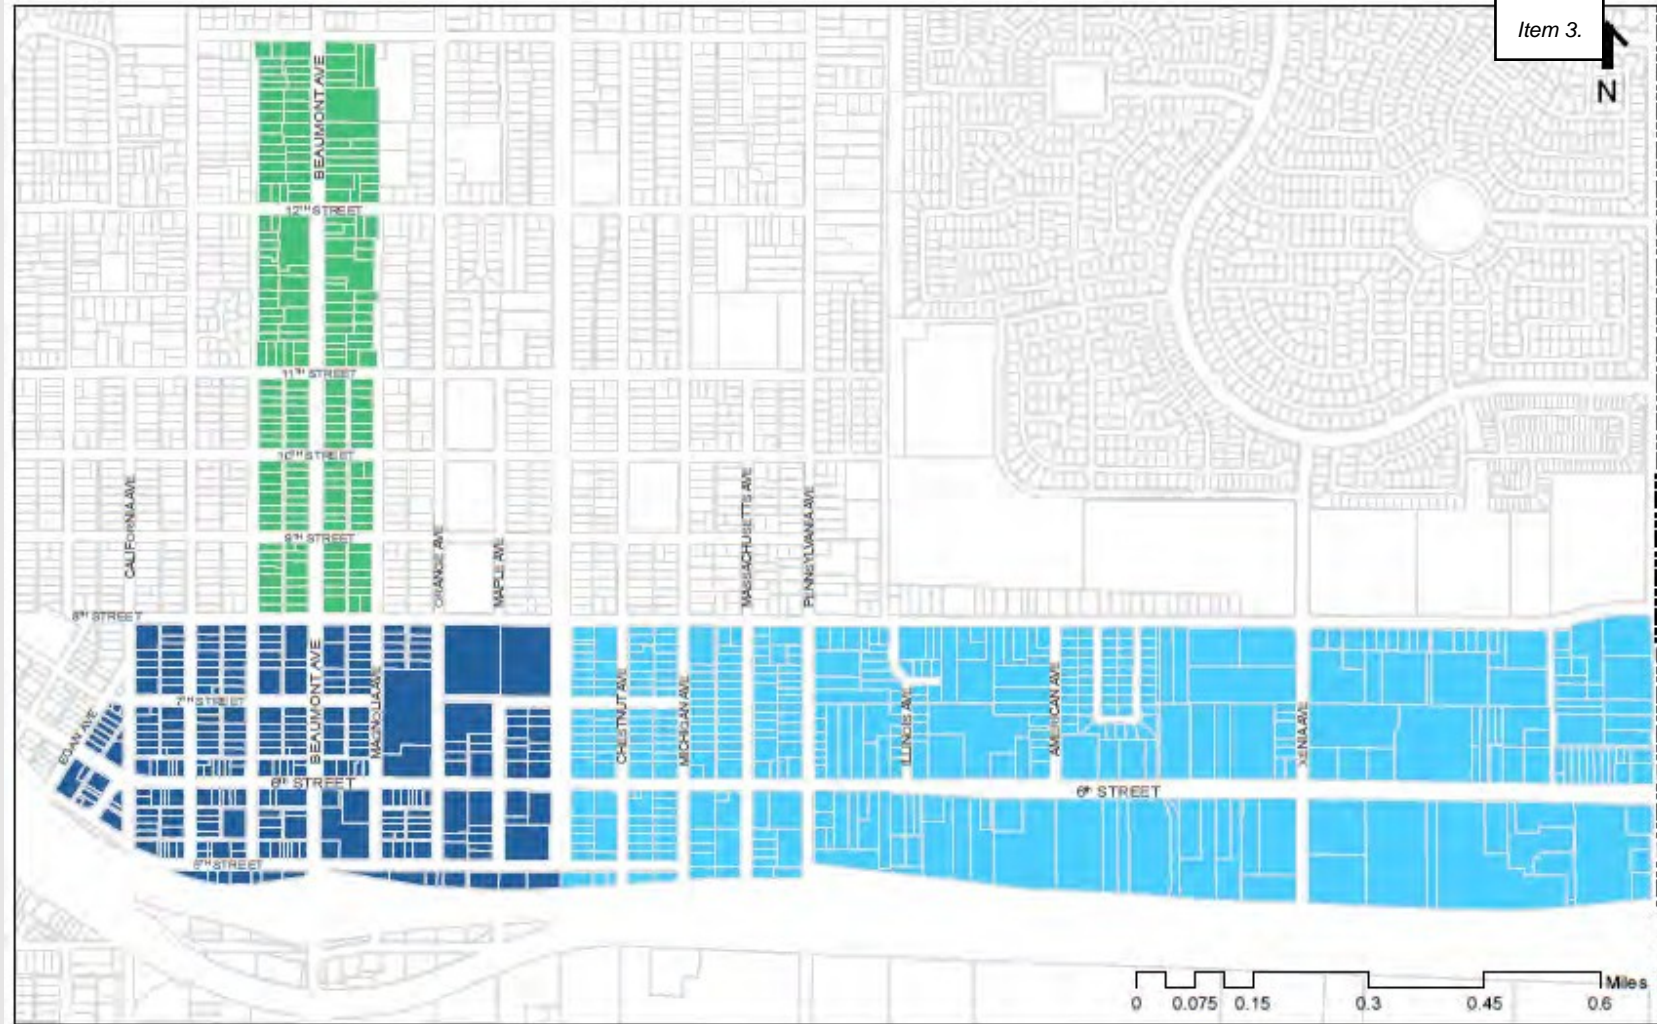 Item 3.
N
BEAUMONT AVE
12TH STREET
11TH STREET
10TH STREET
9TH STREET
CALIFORNIA AVE
ORANGE AVE
MAPLE AVE
MASSACHUSETTS AVE
PENNSYLVANIA AVE
8TH STREET
BEAUMONT AVE
MAGNOLIA AVE
7TH STREET
EGAN AVE
CHESTNUT AVE
MICHIGAN AVE
ILLINOIS AVE
AMERICAN AVE
XENIA AVE
6th STREET
6th STREET
5TH STREET
Miles
0 0.075 0.15 0.3 0.45 0.6